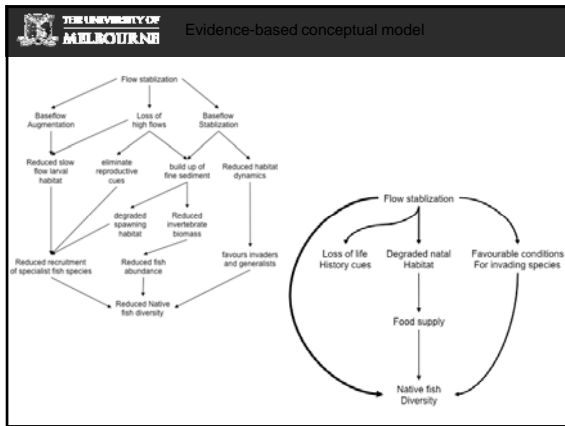 THE UNIVERSITY OF
MELBOURNE
Evidence-based conceptual model
Flow stablization
Baseflow
Augmentation
Loss of
high flows
Baseflow
Stablization
Reduced slow
flow larval
habitat
eliminate
reproductive
cues
build up of
fine sediment
Reduced habitat
dynamics
degraded
spawning
habitat
Reduced
invertebrate
biomass
Reduced recruitment
of specialist fish species
Reduced fish
abundance
favours invaders
and generalists
Reduced Native
fish diversity
Flow stablization
Loss of life
History cues
Degraded natal
Habitat
Favourable conditions
For invading species
Food supply
Native fish
Diversity